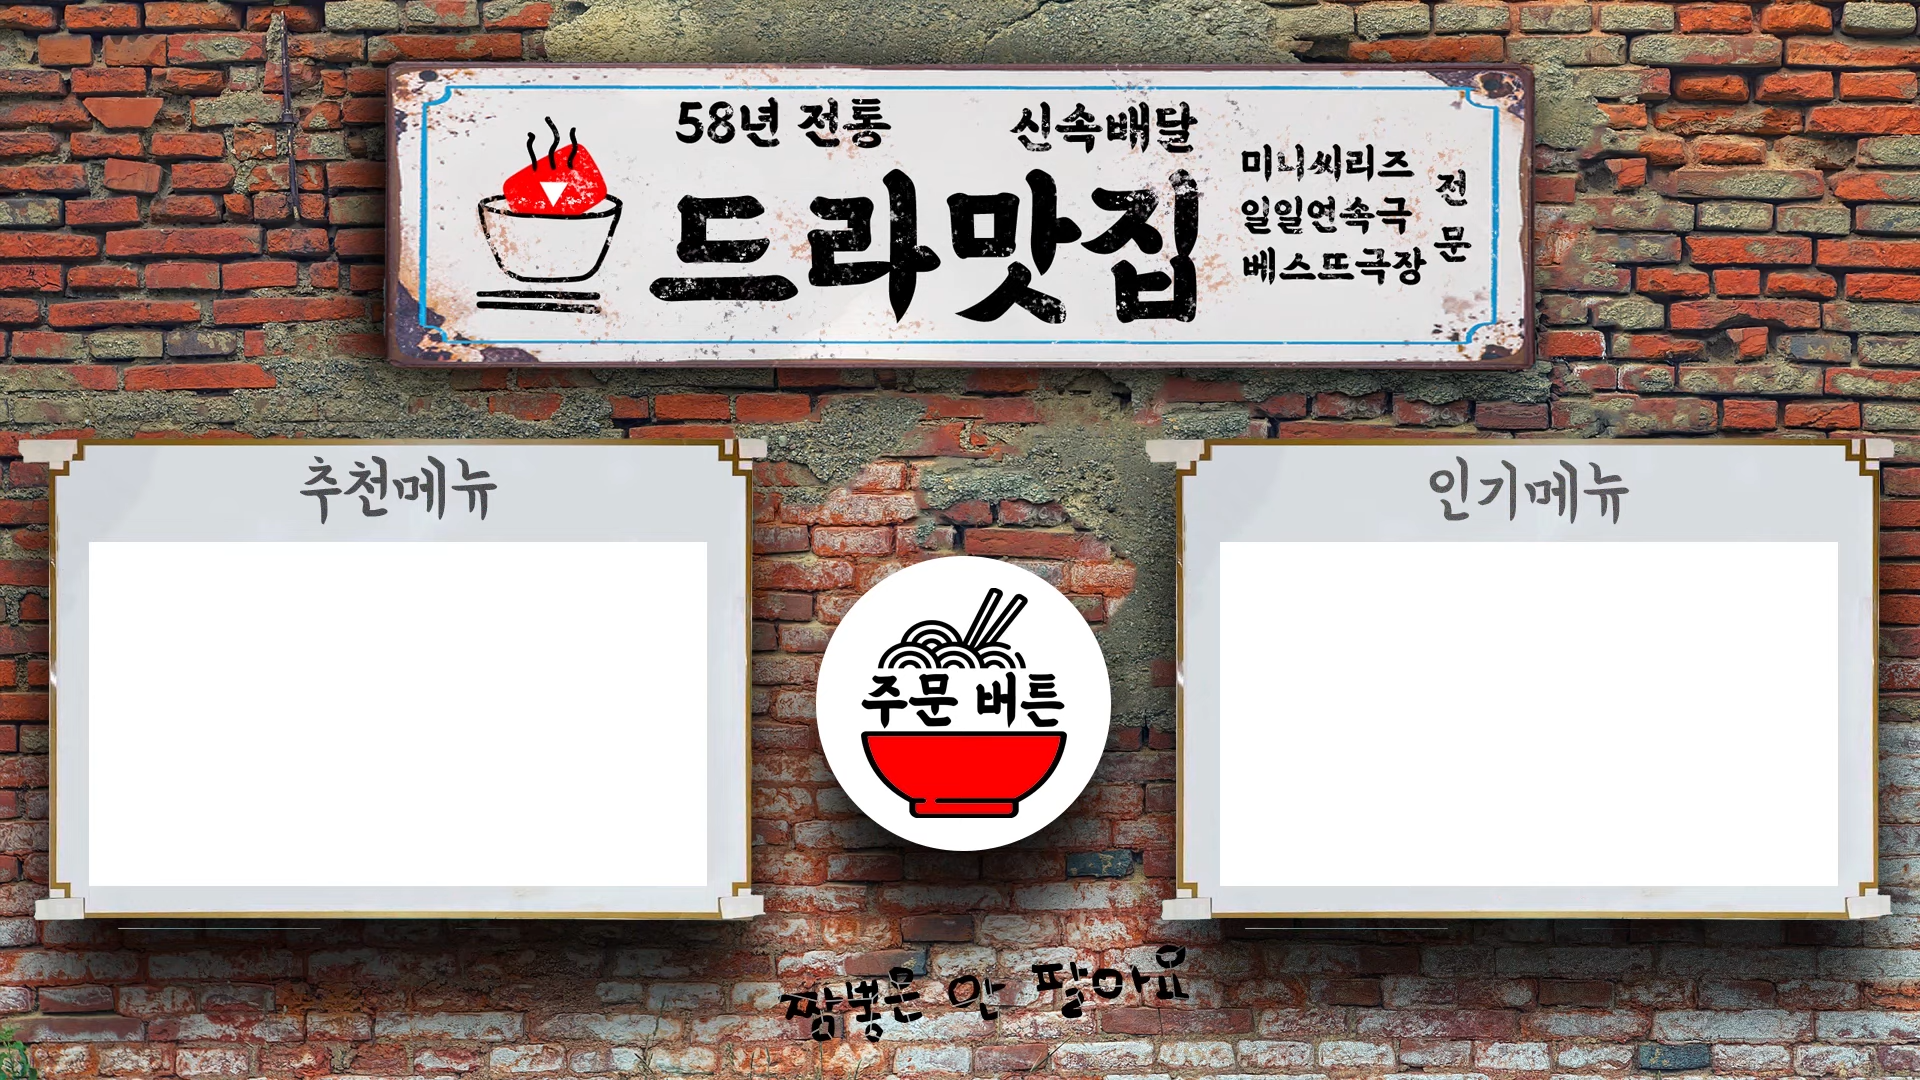 58년 전통 신속배달
드라맛집
미니씨리즈
일일연속극
베스뜨극장
전문
추천메뉴
인기메뉴
주문 버튼
짬뽕은 안 팔아요